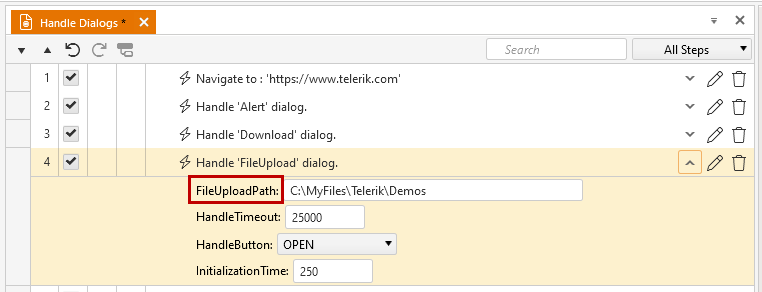 Handle Dialogs *
Search
All Steps
1 Navigate to : 'https://www.telerik.com'
2 Handle 'Alert' dialog.
3 Handle 'Download' dialog.
4 Handle 'FileUpload' dialog.
FileUploadPath: C:\MyFiles\Telerik\Demos
HandleTimeout: 25000
HandleButton: OPEN
InitializationTime: 250